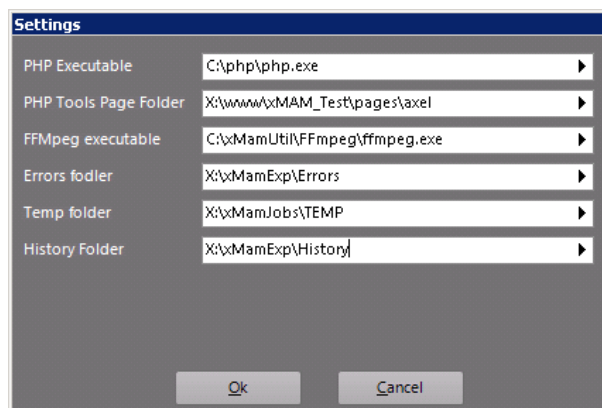 Settings
PHP Executable C:\php\php.exe
PHP Tools Page Folder X:\www\xMAM_Test\pages\axel
FFMpeg executable C:\xMamUtil\FFmpeg\ffmpeg.exe
Errors fodler X:\xMamExp\Errors
Temp folder X:\xMamJobs\TEMP
History Folder X:\xMamExp\History
Ok Cancel